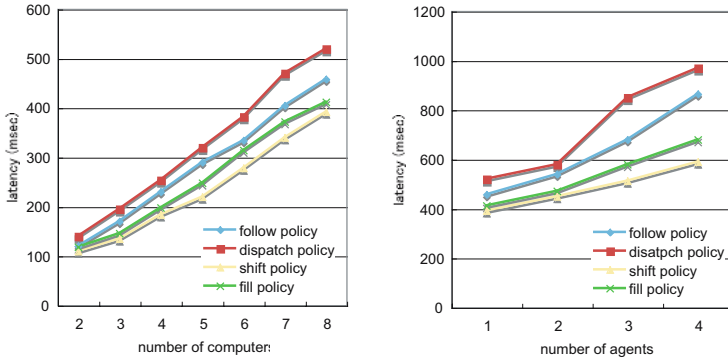 600
500
400
300
200
100
0
latency (msec)
2 3 4 5 6 7 8
number of computers
follow policy
dispatch policy
shift policy
fill policy
1200
1000
800
600
400
200
0
latency (msec)
1 2 3 4
number of agents
follow policy
disatpch policy
shift policy
fill policy